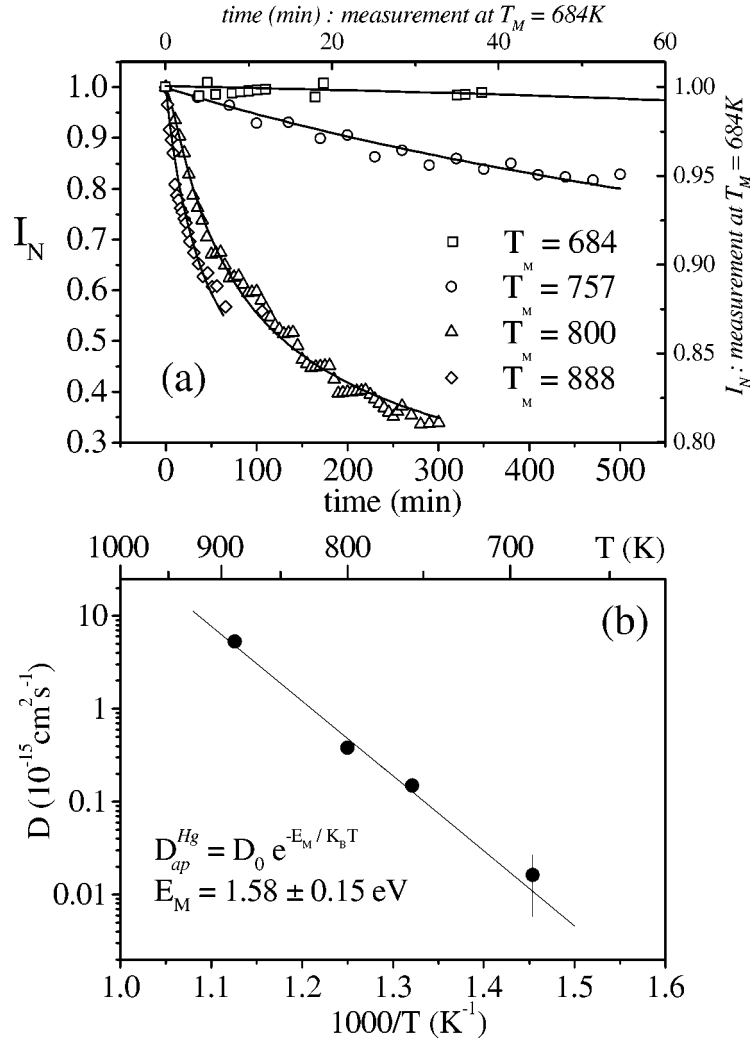 time (min) : measurement at T_M = 684K
0 20 40 60
1.0
0.9
0.8
0.7
0.6
0.5
0.4
0.3
I_N
1.00
0.95
0.90
0.85
0.80
I_N : measurement at T_M = 684K
T_M = 684
T_M = 757
T_M = 800
T_M = 888
(a)
0 100 200 300 400 500
time (min)
1000 900 800 700 T (K)
10
1
0.1
0.01
D (10^-15 cm^2 s^-1)
(b)
D_ap^Hg = D_0 e^-E_M / K_B T
E_M = 1.58 ± 0.15 eV
1.0 1.1 1.2 1.3 1.4 1.5 1.6
1000/T (K^-1)